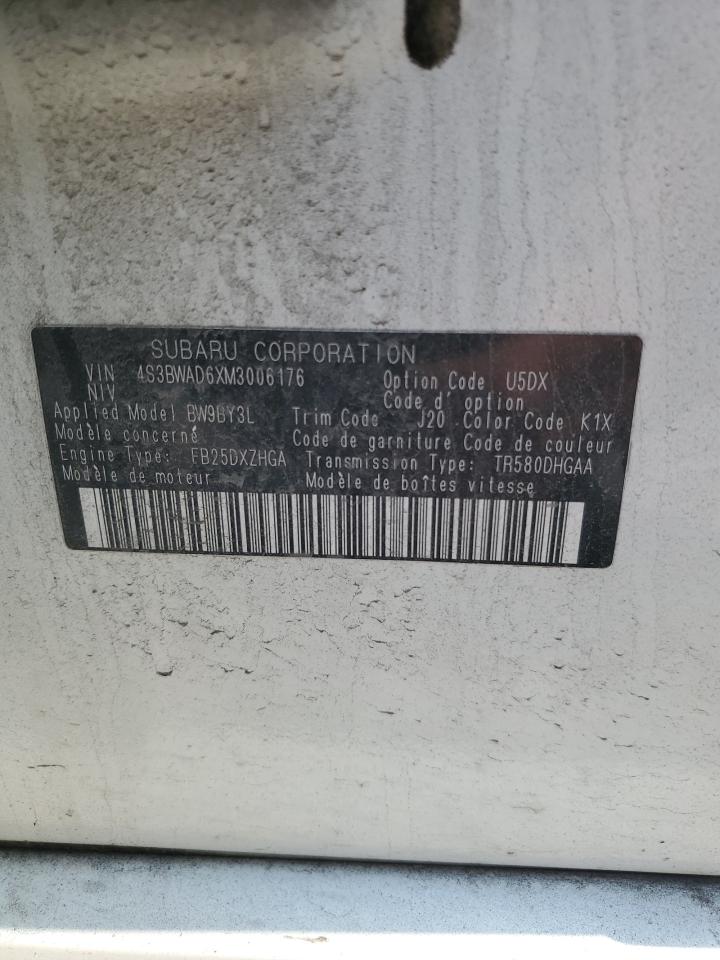 SUBARU CORPORATION
VIN 4S3BWAD6XM3006176 Option Code U5DX
NIV Code d'option
Applied Model BW9BY3L Trim Code J20 Color Code K1X
Modèle concerné Code de garniture Code de couleur
Engine Type: FB25DXZHGA Transmission Type: TR580DHGAA
Modèle de moteur Modèle de boîtes vitesse